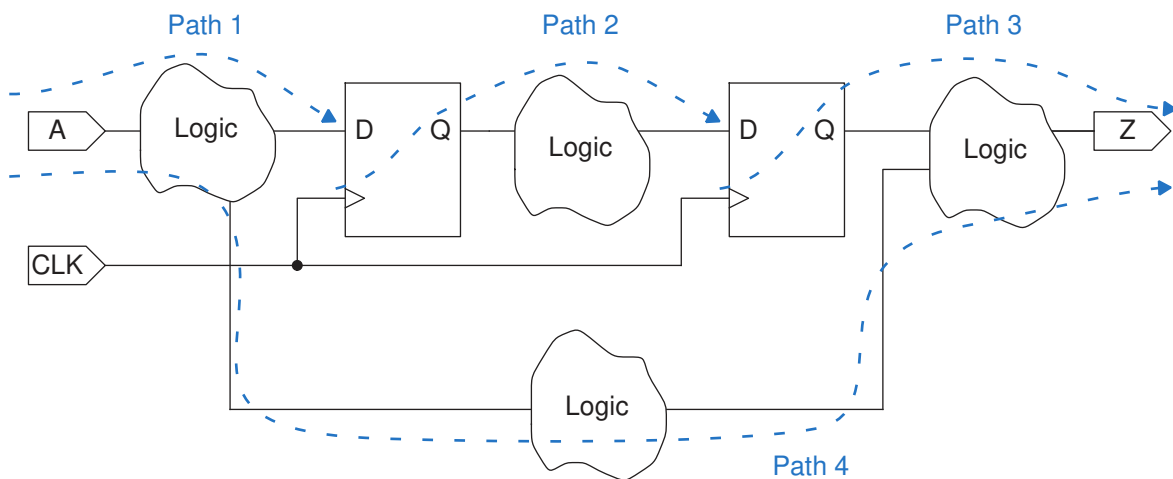 Path 1
Path 2
Path 3
A
Logic
D
Q
Logic
D
Q
Logic
Z
CLK
Logic
Path 4